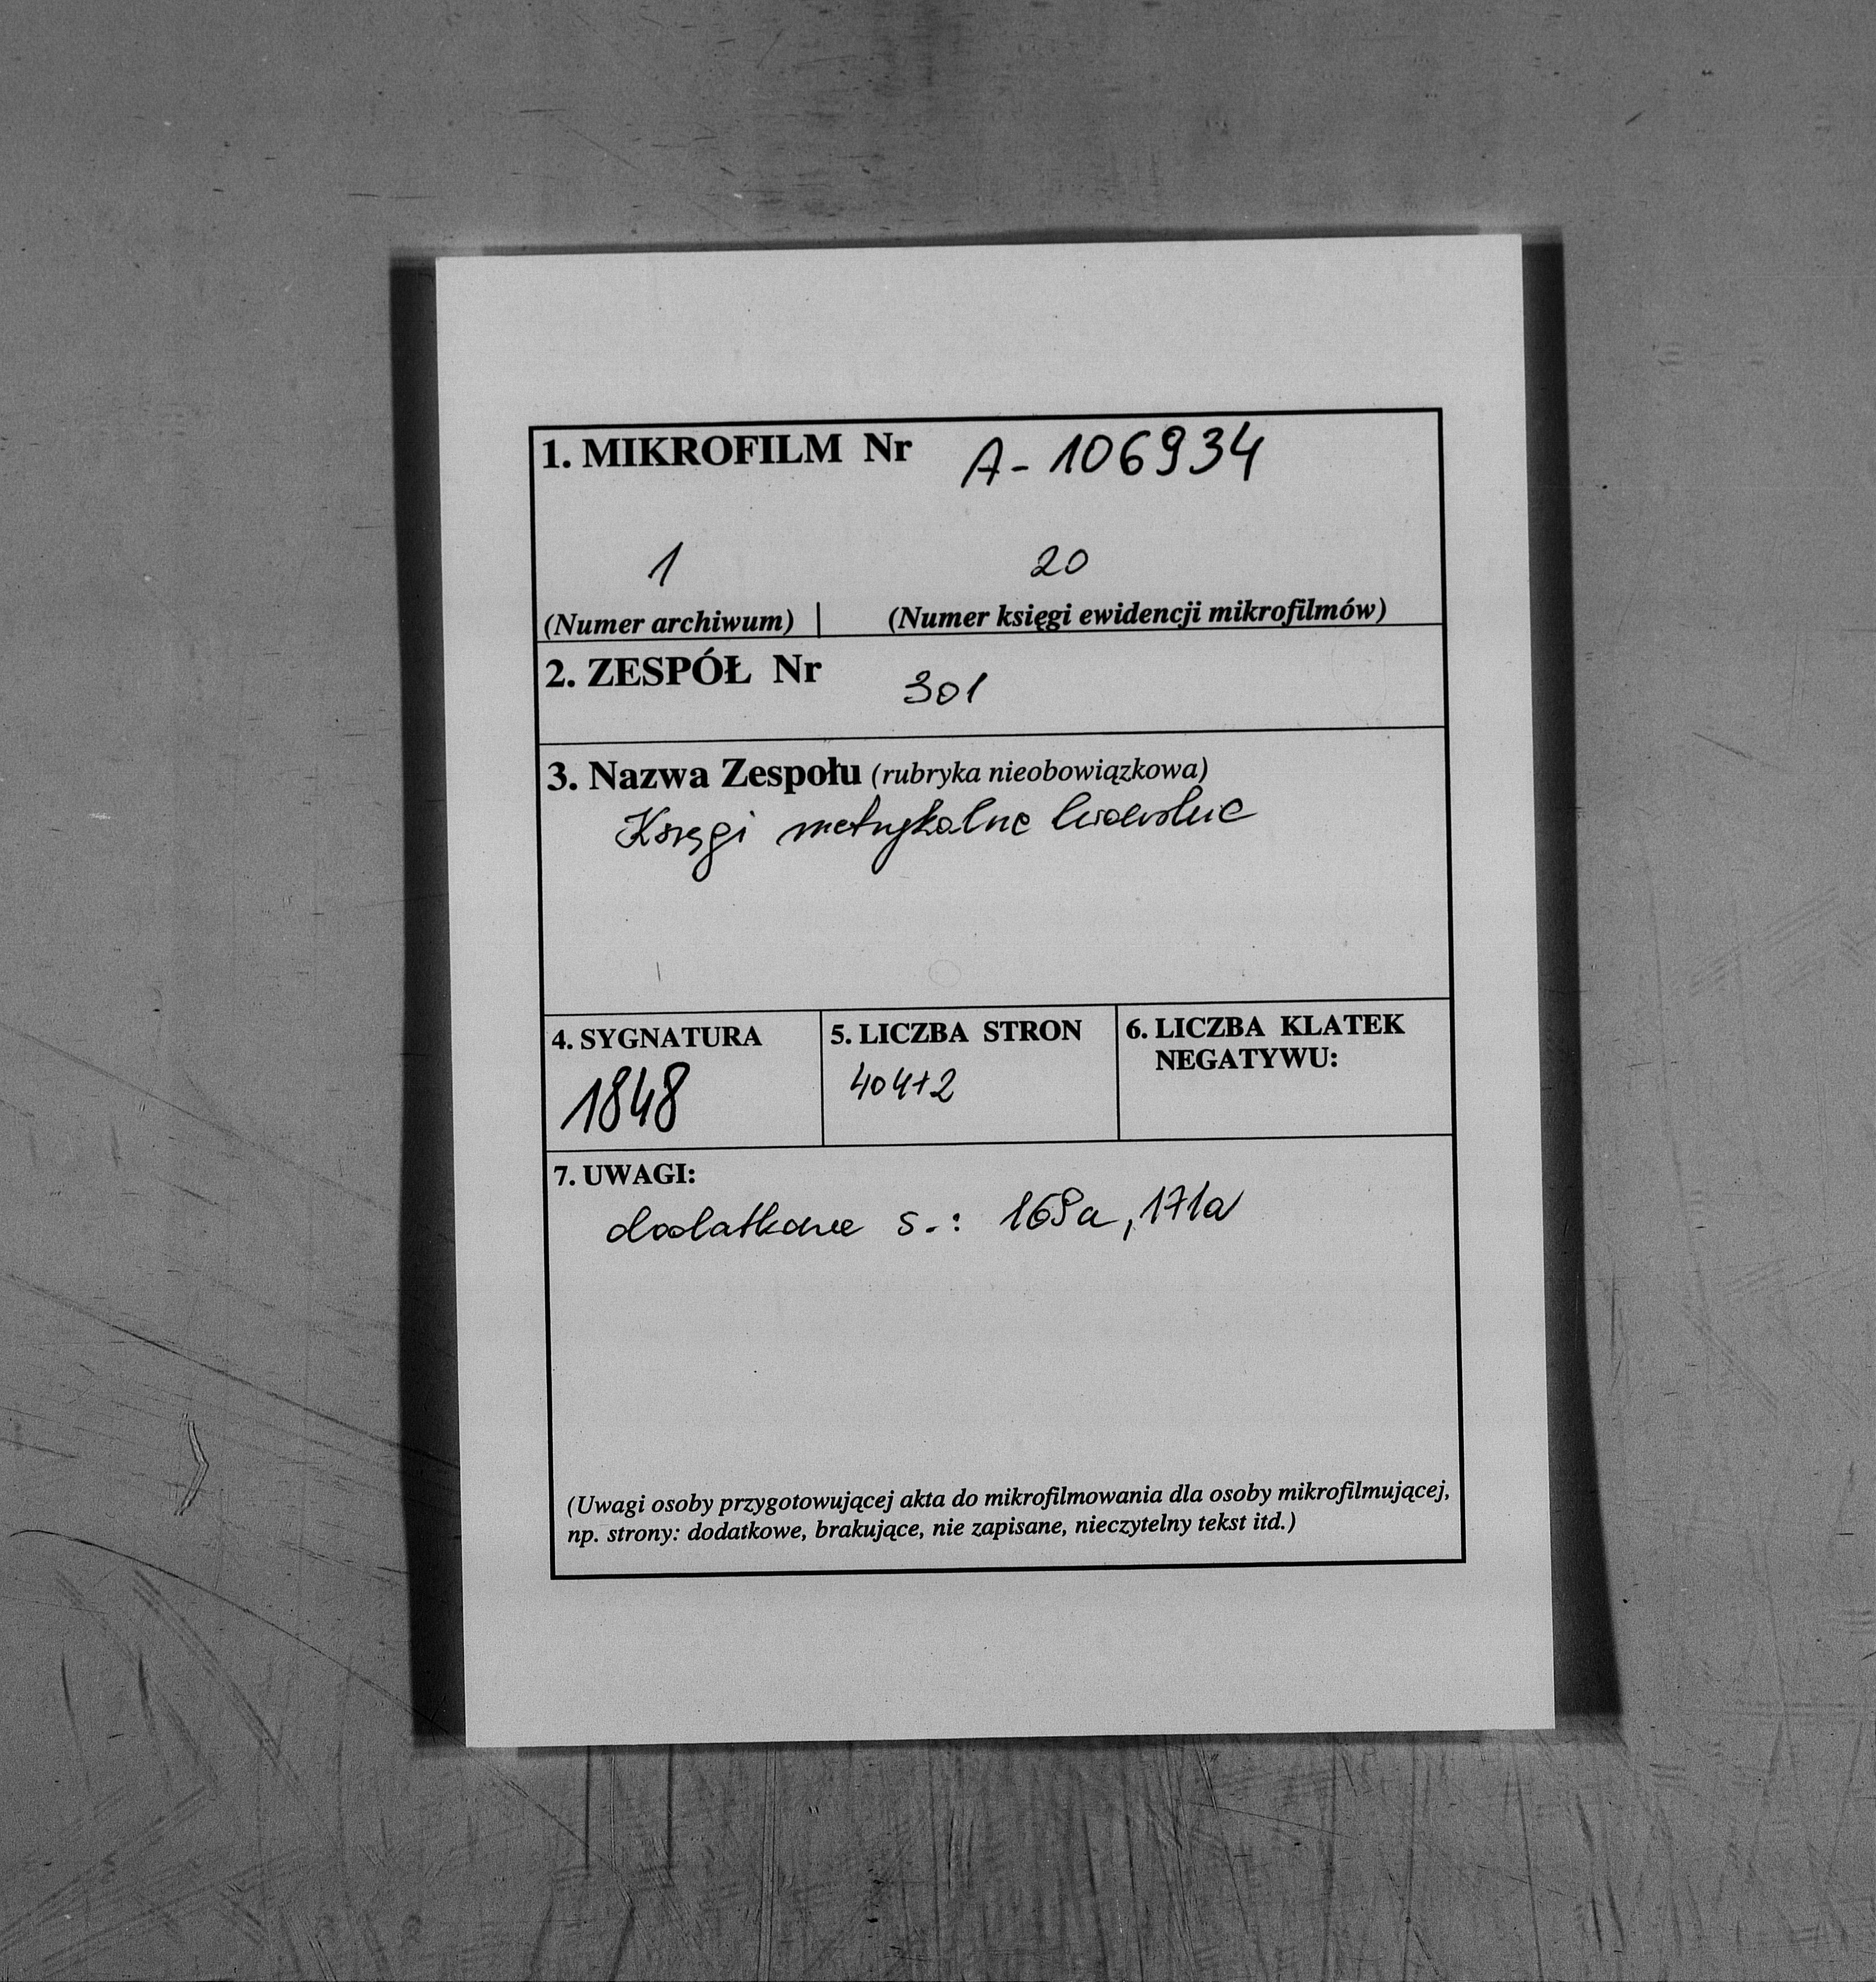 1. MIKROFILM Nr A-106934
1 20
(Numer archiwum) | (Numer księgi ewidencji mikrofilmów)
2. ZESPÓŁ Nr 301
3. Nazwa Zespołu (rubryka nieobowiązkowa)
Księgi metrykalne lwowskie
4. SYGNATURA 5. LICZBA STRON 6. LICZBA KLATEK
NEGATYWU:
1848 404+2
7. UWAGI:
dodatkowe s.: 169a, 171a
(Uwagi osoby przygotowującej akta do mikrofilmowania dla osoby mikrofilmującej,
np. strony: dodatkowe, brakujące, nie zapisane, nieczytelny tekst itd.)